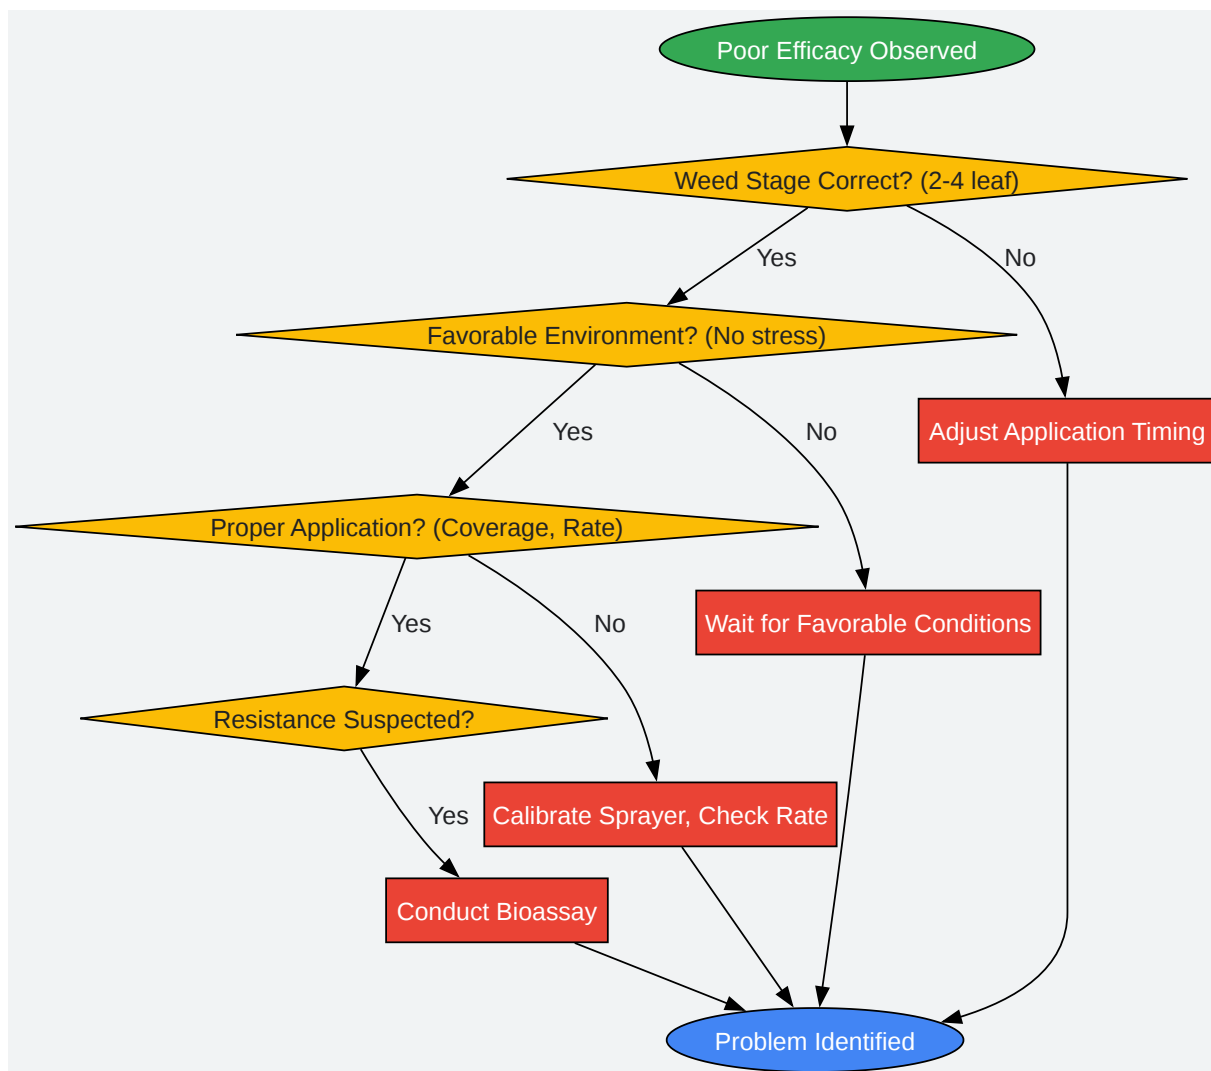 Poor Efficacy Observed
Weed Stage Correct? (2-4 leaf)
Yes
No
Favorable Environment? (No stress)
Yes
No
Adjust Application Timing
Proper Application? (Coverage, Rate)
Yes
No
Wait for Favorable Conditions
Resistance Suspected?
Yes
Calibrate Sprayer, Check Rate
Conduct Bioassay
Problem Identified